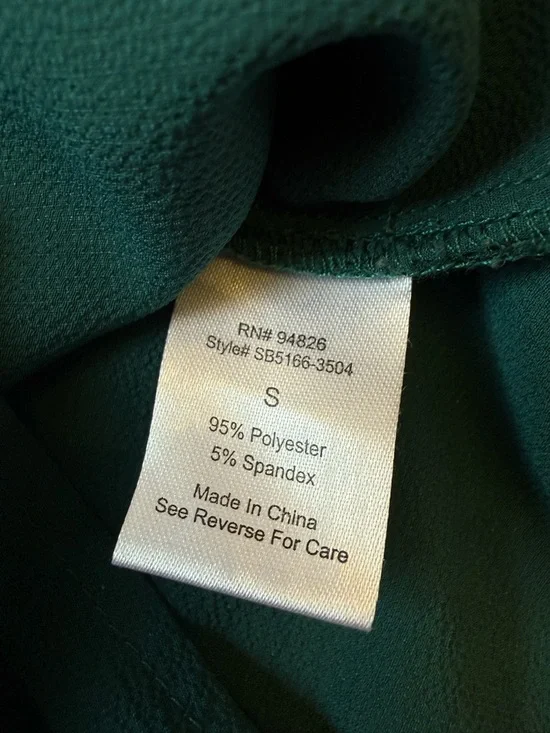 RN# 94826
Style# SB5166-3504
S
95% Polyester
5% Spandex
Made In China
See Reverse For Care